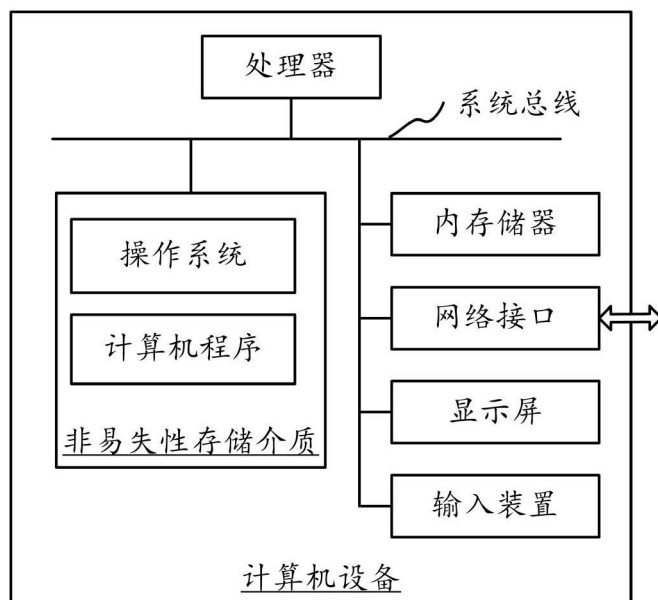 处理器
系统总线
操作系统
计算机程序
非易失性存储介质
内存储器
网络接口
显示屏
输入装置
计算机设备